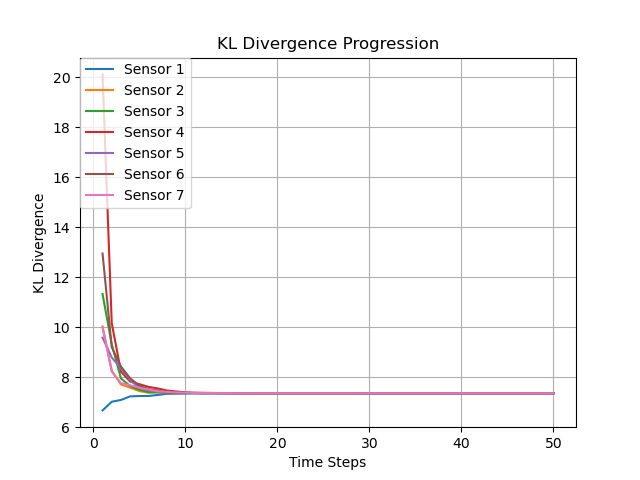 KL Divergence Progression
Sensor 1
Sensor 2
Sensor 3
Sensor 4
Sensor 5
Sensor 6
Sensor 7
KL Divergence
20
18
16
14
12
10
8
6
0
10
20
30
40
50
Time Steps